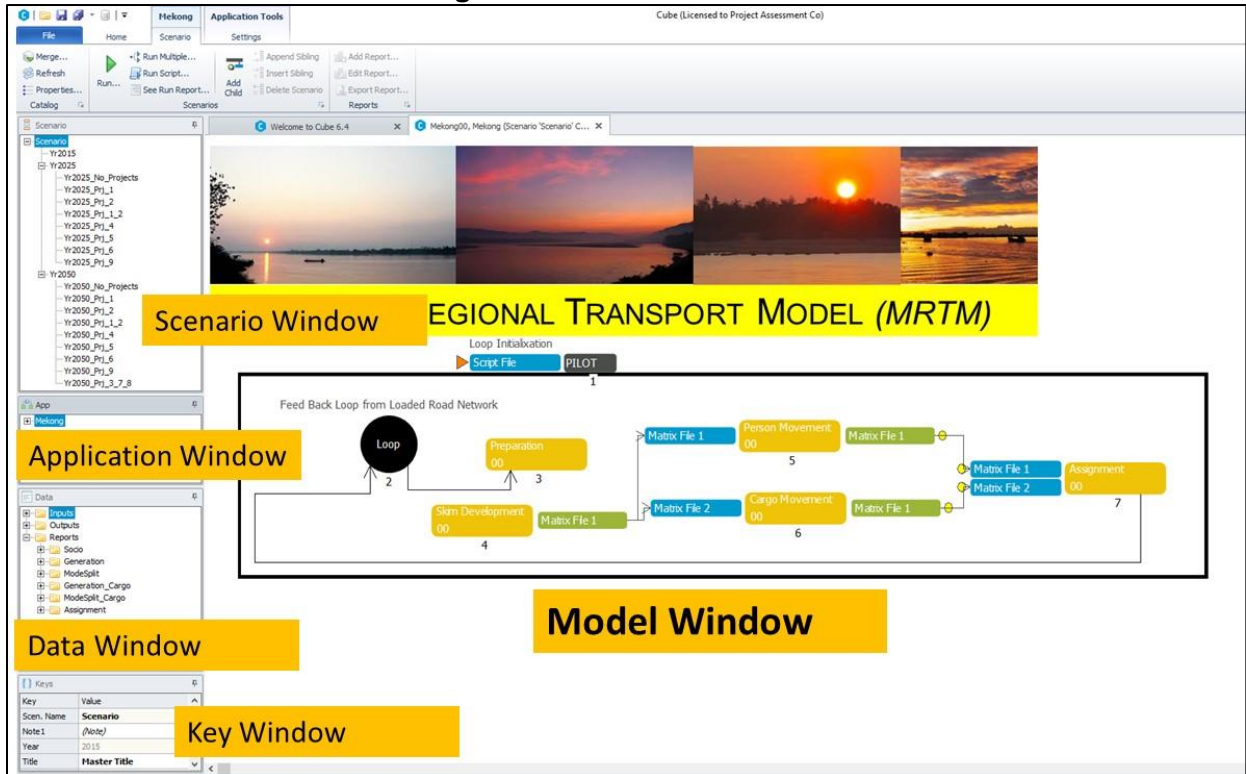 Mekong
Application Tools
Cube (Licensed to Project Assessment Co)
File
Home
Scenario
Settings
Merge...
Refresh
Properties...
Catalog
Run...
Run Multiple...
Run Script...
See Run Report...
Add
Child
Append Sibling
Insert Sibling
Delete Scenario
Scenarios
Add Report...
Edit Report...
Export Report...
Reports
Scenario
Scenario
Yr2015
Yr2025
Yr2025_No_Projects
Yr2025_Prj_1
Yr2025_Prj_2
Yr2025_Prj_1_2
Yr2025_Prj_4
Yr2025_Prj_5
Yr2025_Prj_6
Yr2025_Prj_9
Yr2050
Yr2050_No_Projects
Yr2050_Prj_1
Yr2050_Prj_2
Yr2050_Prj_1_2
Yr2050_Prj_4
Yr2050_Prj_5
Yr2050_Prj_6
Yr2050_Prj_9
Yr2050_Prj_3_7_8
Scenario Window
App
Mekong
Application Window
Data
Inputs
Outputs
Reports
Socio
Generation
ModeSplit
Generation_Cargo
ModeSplit_Cargo
Assignment
Data Window
Keys
Key Value
Scen. Name Scenario
Note1 (Note)
Year 2015
Title Master Title
Key Window
Welcome to Cube 6.4 X
Mekong00, Mekong (Scenario 'Scenario' C... X
EGIONAL TRANSPORT MODEL (MRTM)
Loop Initialxation
Script File PILOT
1
Feed Back Loop from Loaded Road Network
Loop
2
Preparation
00
3
Skim Development
00
Matrix File 1
4
Matrix File 1
Person Movement
00
Matrix File 1
5
Matrix File 2
Cargo Movement
00
Matrix File 1
6
Matrix File 1
Matrix File 2
Assignment
00
7
Model Window